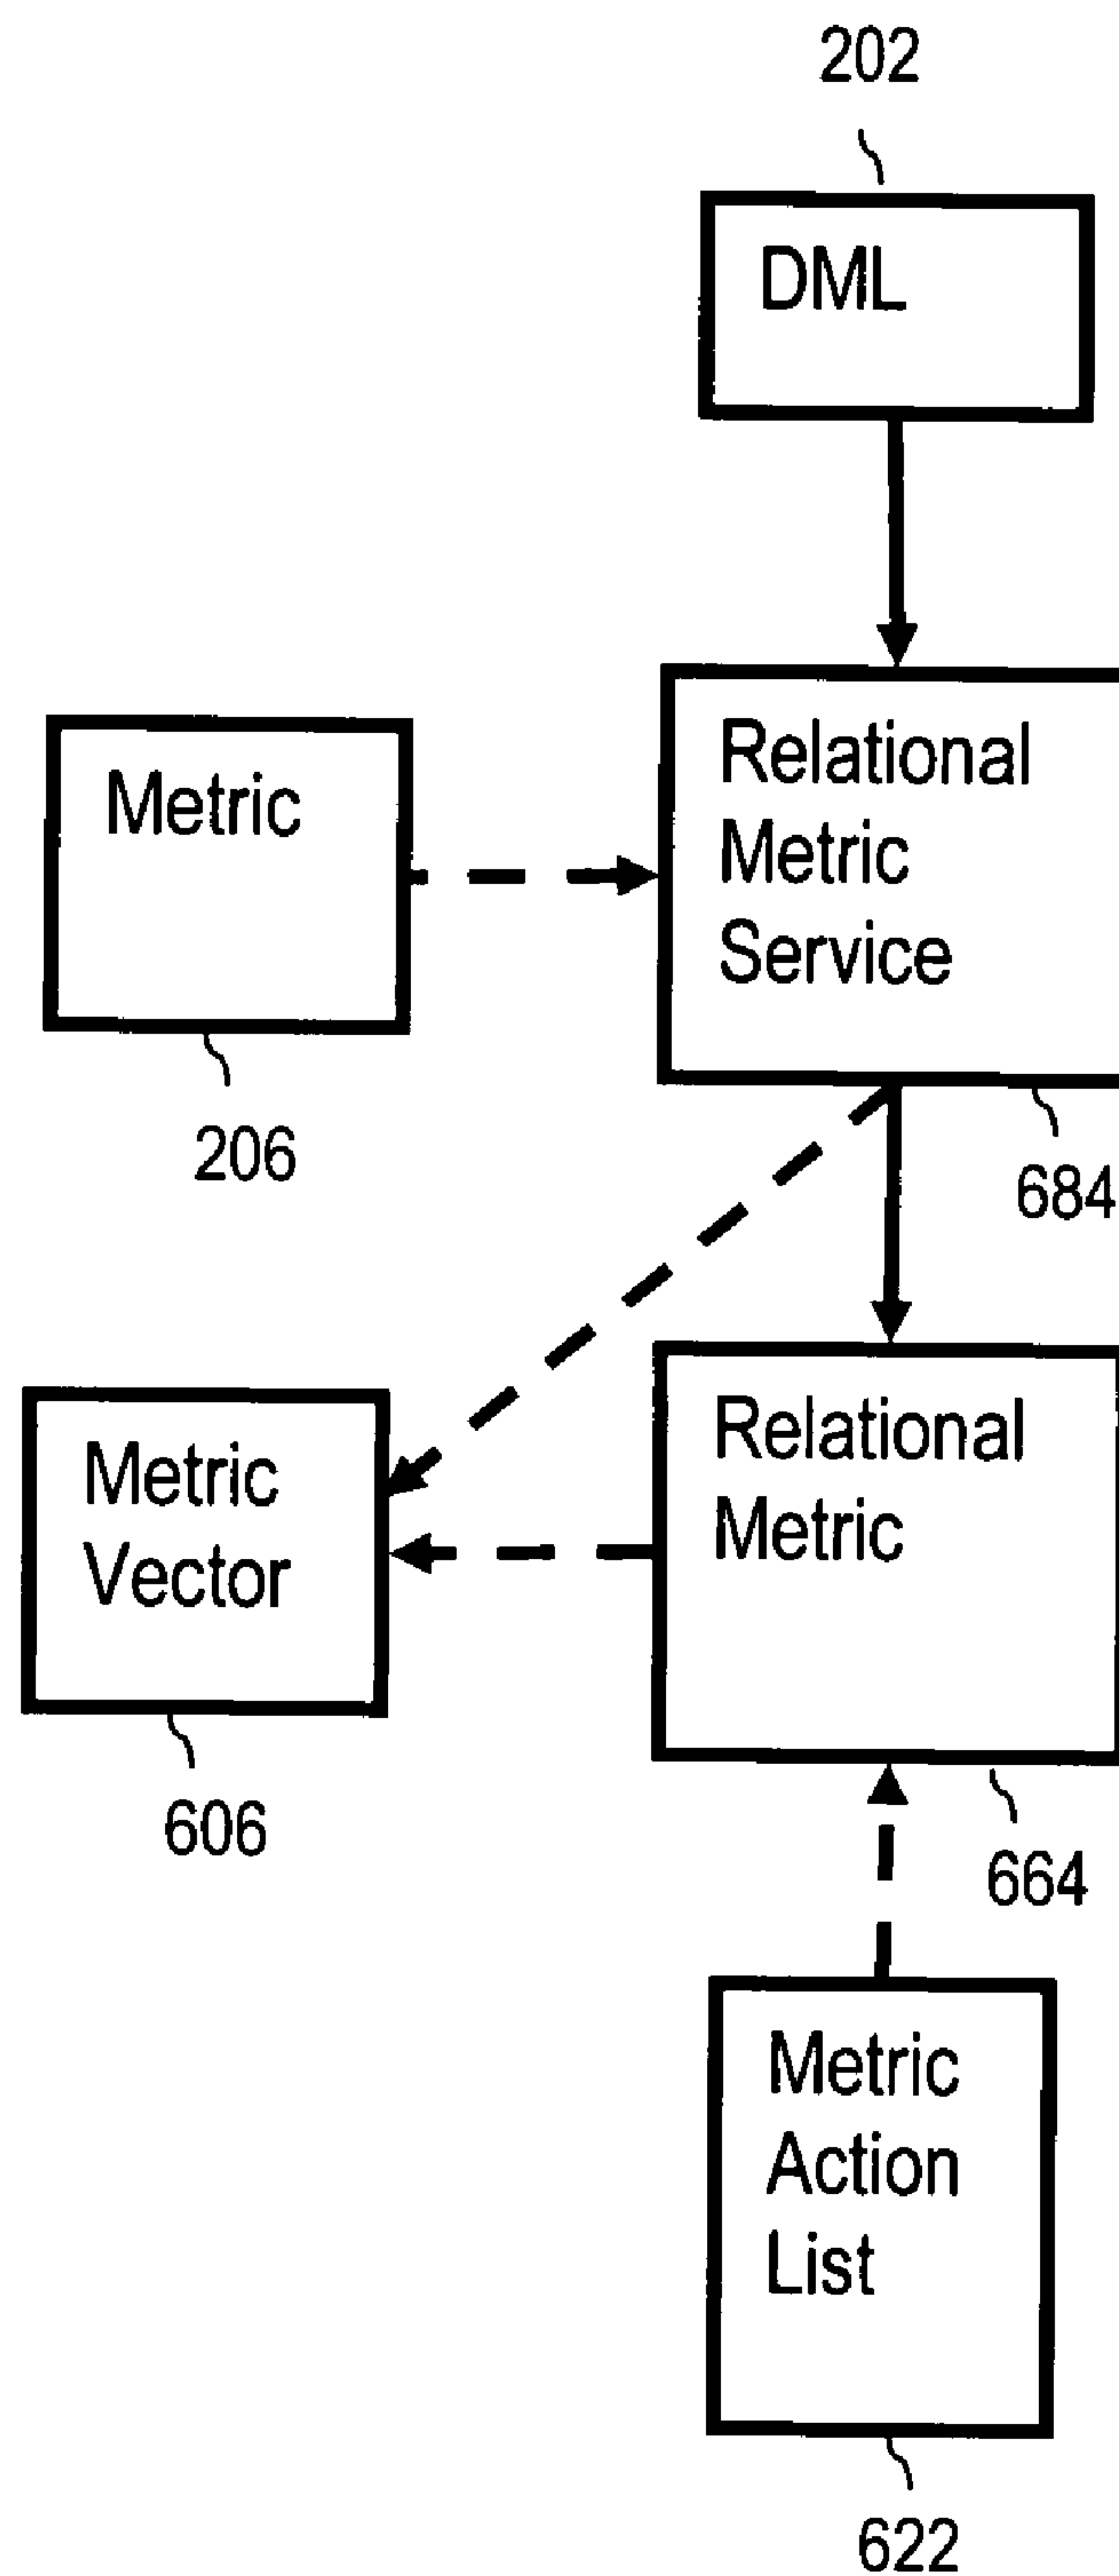 202
DML
Relational
Metric
Service
Metric
206
684
Relational
Metric
Metric
Vector
606
664
Metric
Action
List
622